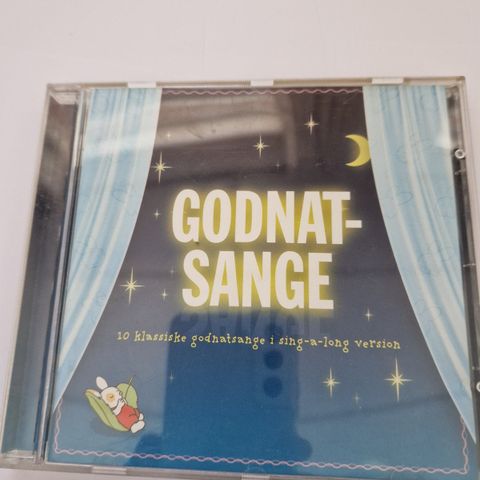 GODNAT-
SANGE
10 klassiske godnatsange i sing-a-long version